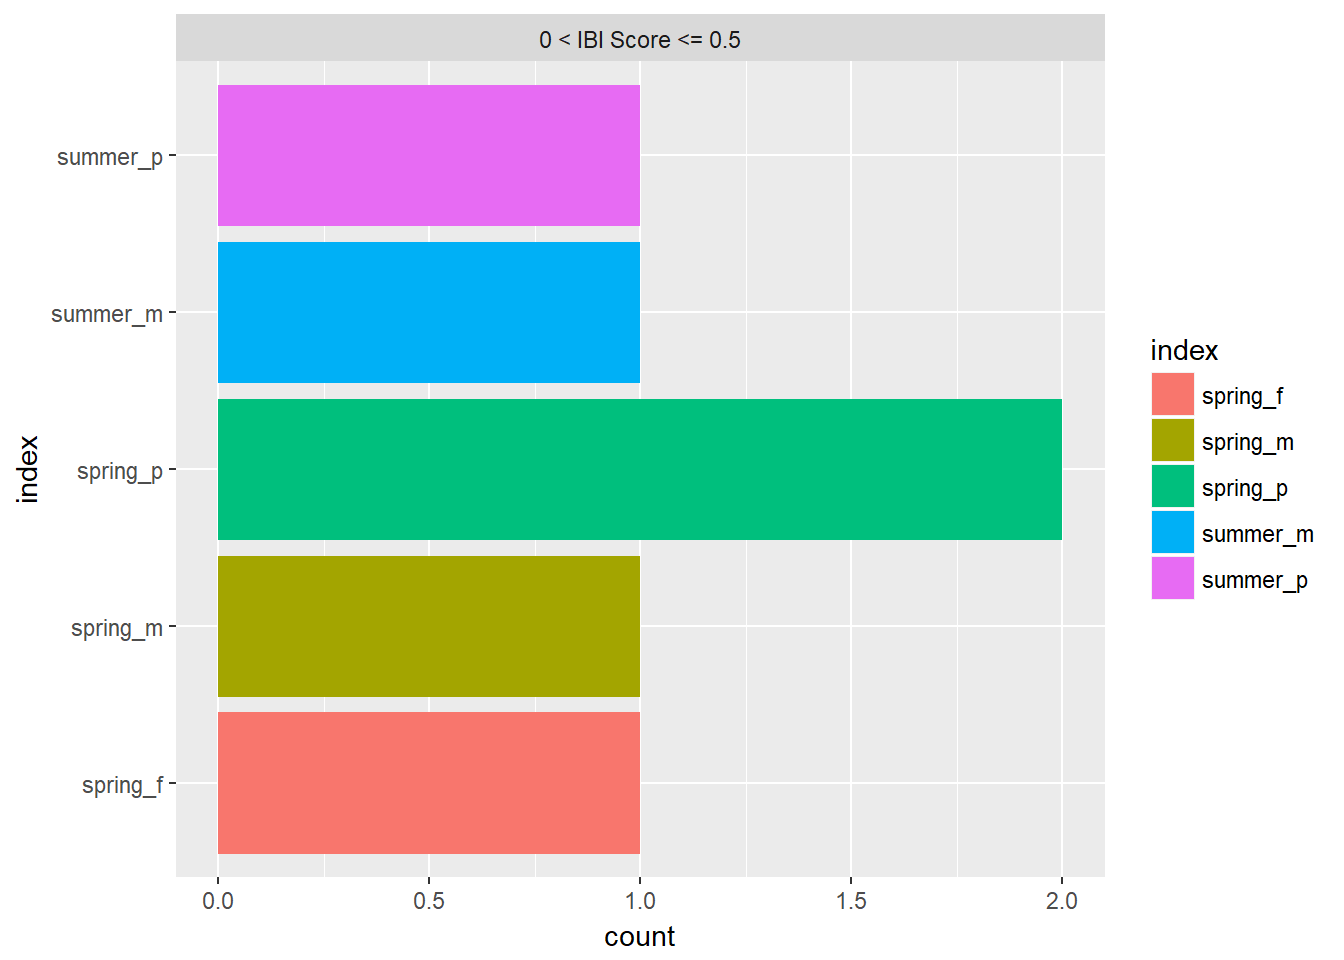 0 < IBI Score <= 0.5
summer_p
summer_m
spring_p
spring_m
spring_f
index
0.0 0.5 1.0 1.5 2.0
count
index
spring_f
spring_m
spring_p
summer_m
summer_p